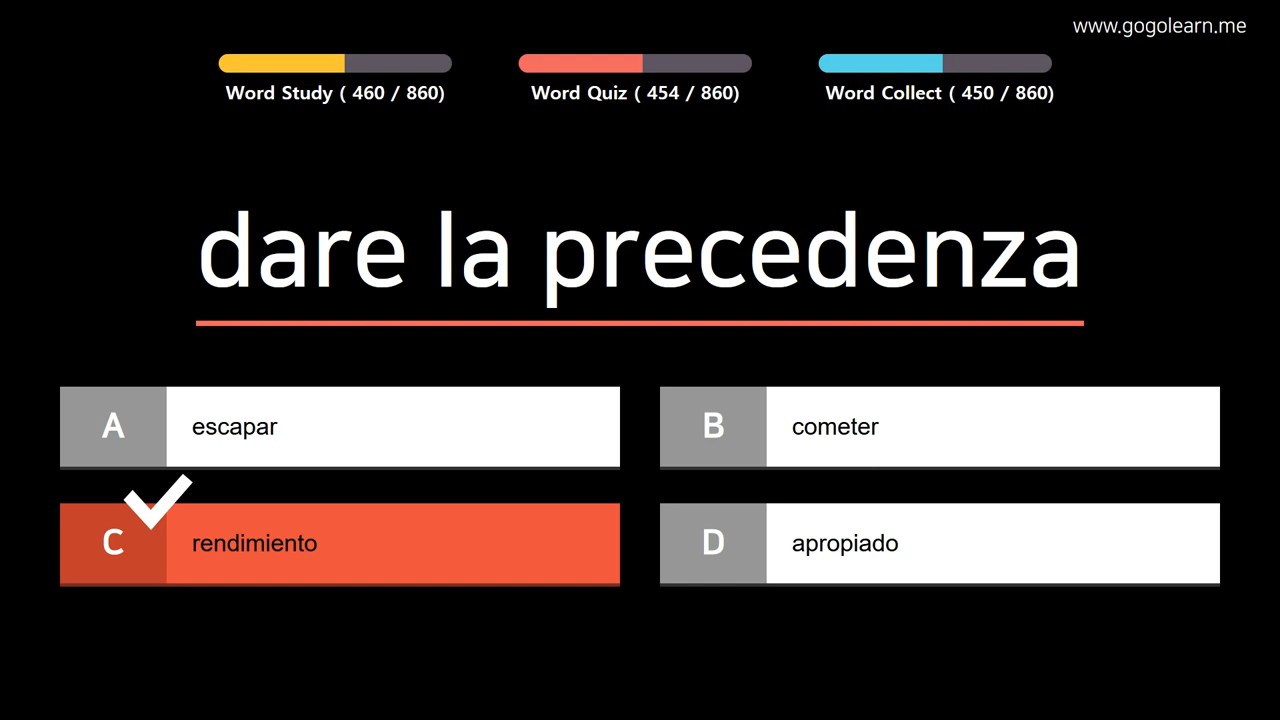 www.gogolearn.me
Word Study ( 460 / 860)
Word Quiz ( 454 / 860)
Word Collect ( 450 / 860)
dare la precedenza
A escapar
B cometer
C rendimiento
D apropiado